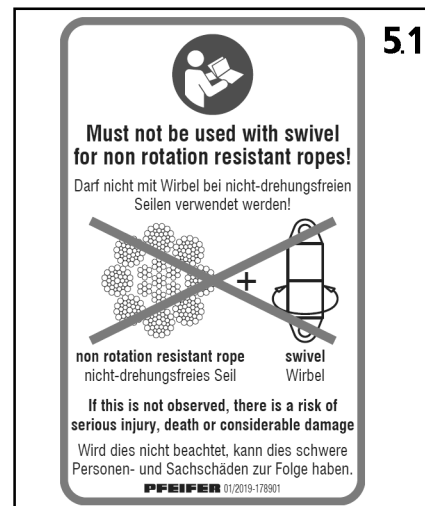 5.1
Must not be used with swivel
for non rotation resistant ropes!
Darf nicht mit Wirbel bei nicht-drehungsfreien
Seilen verwendet werden!
+
non rotation resistant rope swivel
nicht-drehungsfreies Seil Wirbel
If this is not observed, there is a risk of
serious injury, death or considerable damage
Wird dies nicht beachtet, kann dies schwere
Personen- und Sachschäden zur Folge haben.
PFEIFER 01/2019-178901